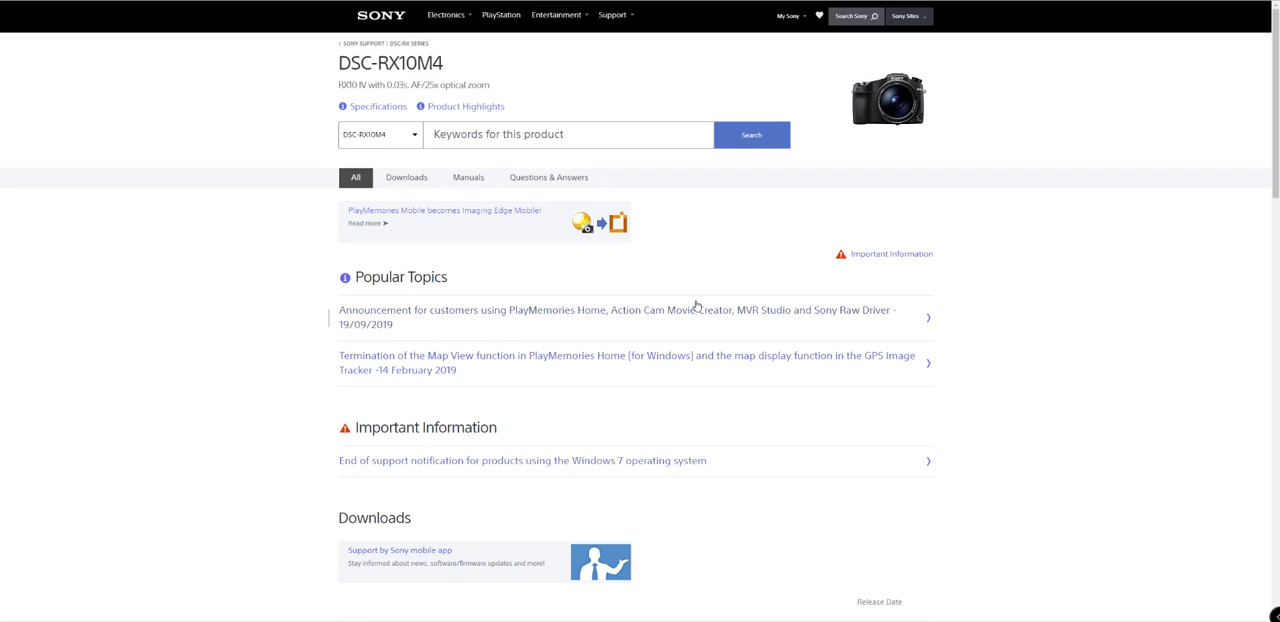 SONY
Electronics PlayStation Entertainment Support My Sony Search Sony Sony Sites
SONY SUPPORT DSC-RX SERIES
DSC-RX10M4
RX10 IV with 0.03s. AF/25x optical zoom
Specifications Product Highlights
DSC-RX10M4 Keywords for this product Search
All Downloads Manuals Questions & Answers
PlayMemories Mobile becomes Imaging Edge Mobile!
Read more
Important Information
Popular Topics
Announcement for customers using PlayMemories Home, Action Cam Movie Creator, MVR Studio and Sony Raw Driver -
19/09/2019
Termination of the Map View function in PlayMemories Home (for Windows) and the map display function in the GPS Image
Tracker -14 February 2019
Important Information
End of support notification for products using the Windows 7 operating system
Downloads
Support by Sony mobile app
Stay informed about news, software/firmware updates and more!
Release Date